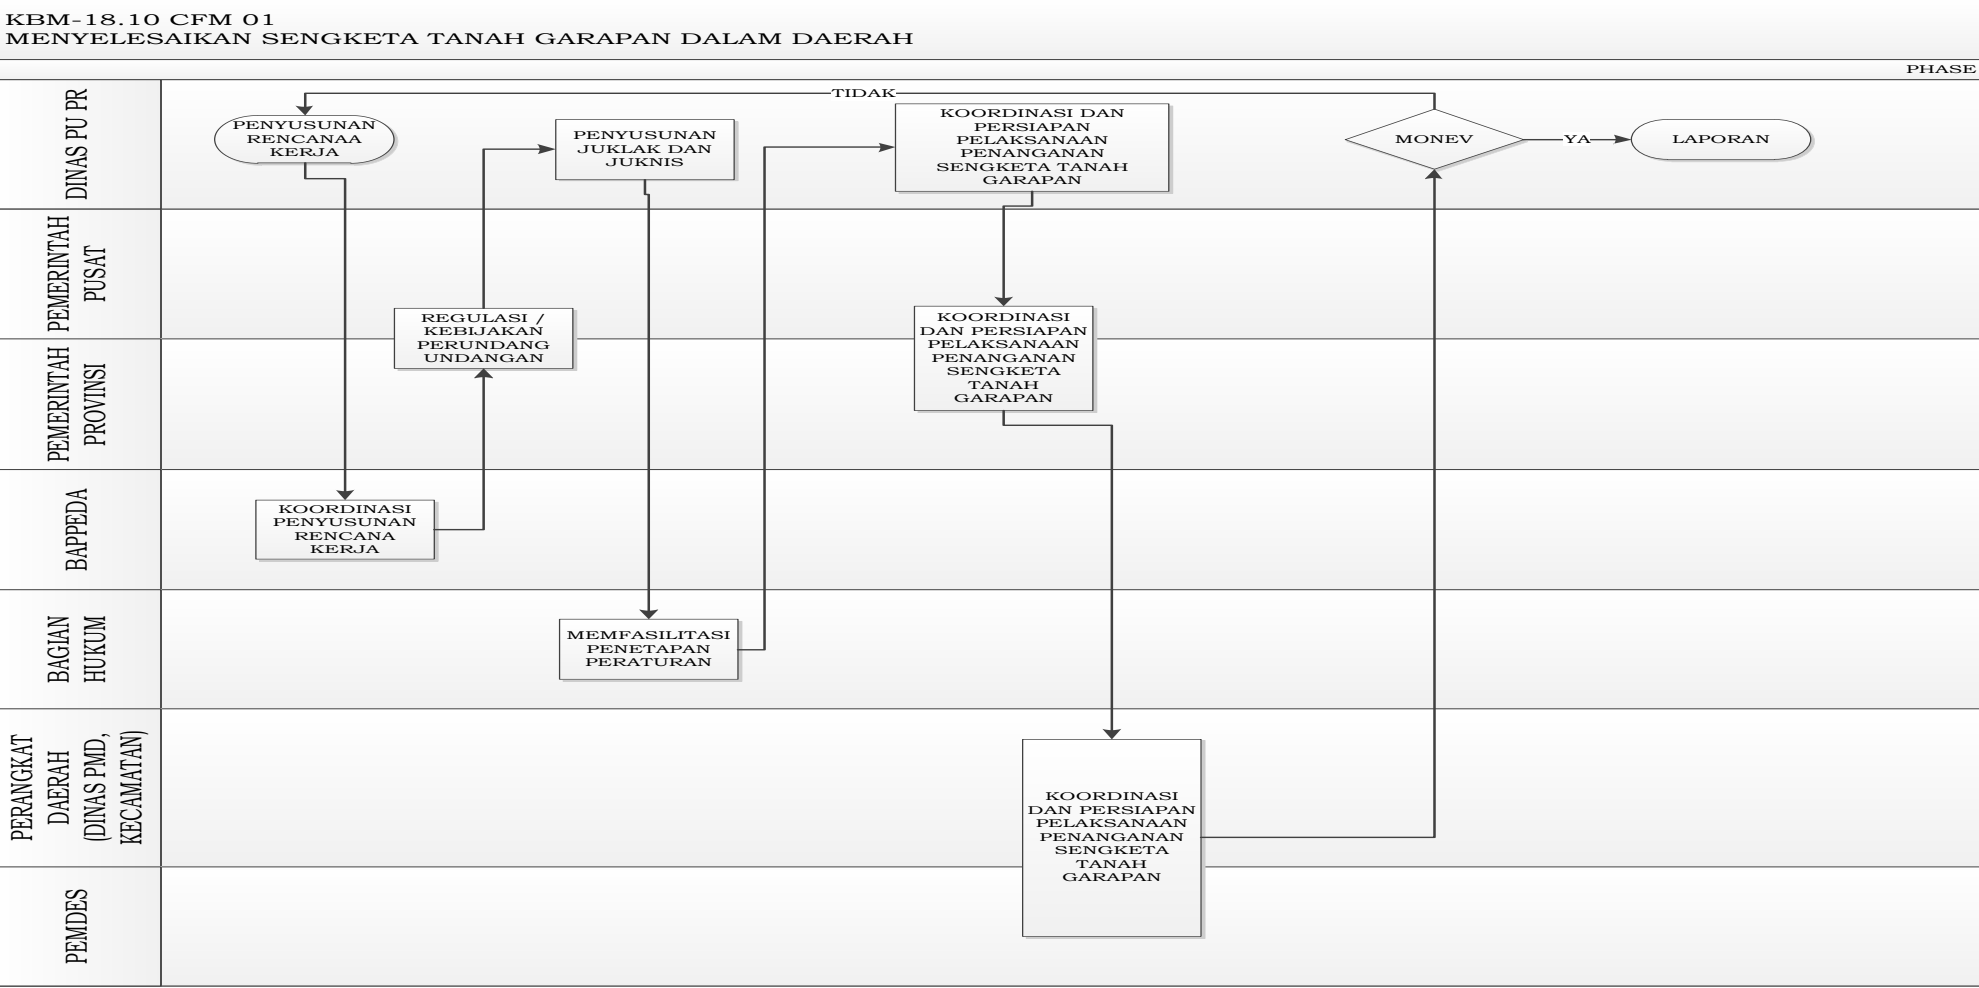 KBM-18.10 CFM 01
MENYELESAIKAN SENGKETA TANAH GARAPAN DALAM DAERAH
PHASE
DINAS PU PR
PENYUSUNAN
RENCANAA
KERJA
PENYUSUNAN
JUKLAK DAN
JUKNIS
TIDAK
KOORDINASI DAN
PERSIAPAN
PELAKSANAAN
PENANGANAN
SENGKETA TANAH
GARAPAN
MONEV
YA
LAPORAN
PEMERINTAH
PUSAT
REGULASI /
KEBIJAKAN
PERUNDANG
UNDANGAN
KOORDINASI
DAN PERSIAPAN
PELAKSANAAN
PENANGANAN
SENGKETA
TANAH
GARAPAN
PEMERINTAH
PROVINSI
BAPPEDA
KOORDINASI
PENYUSUNAN
RENCANA
KERJA
BAGIAN
HUKUM
MEMFASILITASI
PENETAPAN
PERATURAN
PERANGKAT
DAERAH
(DINAS PMD,
KECAMATAN)
KOORDINASI
DAN PERSIAPAN
PELAKSANAAN
PENANGANAN
SENGKETA
TANAH
GARAPAN
PEMDES